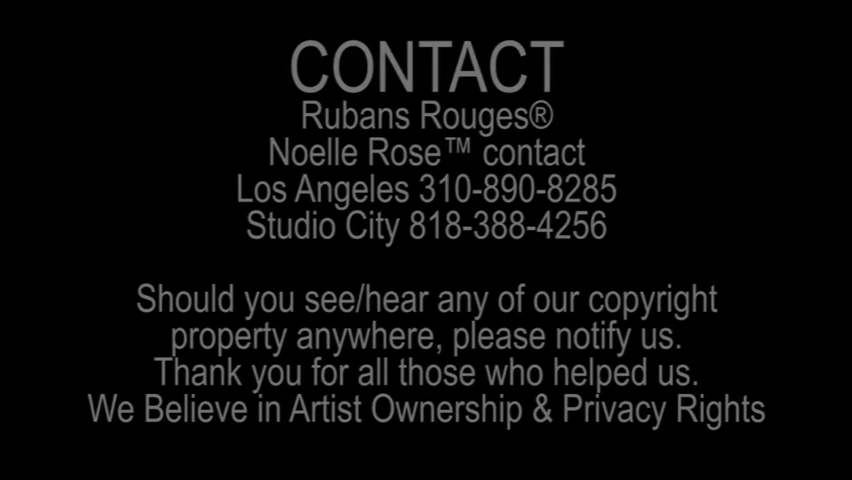 CONTACT
Rubans Rouges®
Noelle Rose™ contact
Los Angeles 310-890-8285
Studio City 818-388-4256
Should you see/hear any of our copyright
property anywhere, please notify us.
Thank you for all those who helped us.
We Believe in Artist Ownership & Privacy Rights